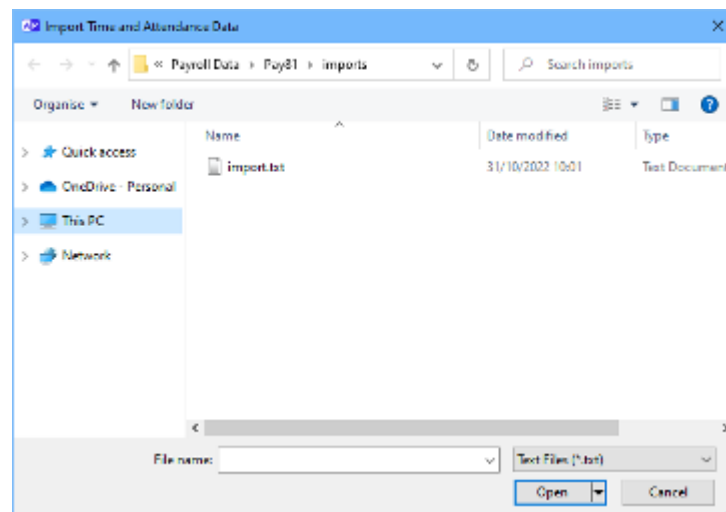 Import Time and Attendance Data
« Payroll Data > Pay81 > imports
Search imports
Organise
New folder
Name
Date modified
Type
Quick access
import.txt
31/10/2022 10:01
Text Document
OneDrive - Personal
This PC
Network
File name:
Text Files (*.txt)
Open
Cancel